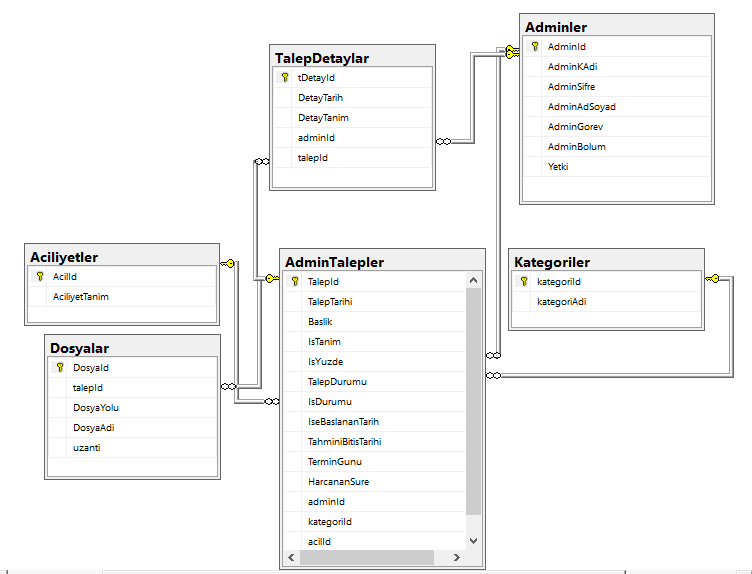 TalepDetaylar
tDetayId
DetayTarih
DetayTanim
adminId
talepId
Adminler
AdminId
AdminKAdi
AdminSifre
AdminAdSoyad
AdminGorev
AdminBolum
Yetki
Aciliyetler
AcilId
AciliyetTanim
Dosyalar
DosyaId
talepId
DosyaYolu
DosyaAdi
uzanti
AdminTalepler
TalepId
TalepTarihi
Baslik
IsTanim
IsYuzde
TalepDurumu
IsDurumu
IseBaslananTarih
TahminiBitisTarihi
TerminGunu
HarcananSure
adminId
kategoriId
acilId
Kategoriler
kategoriId
kategoriAdi